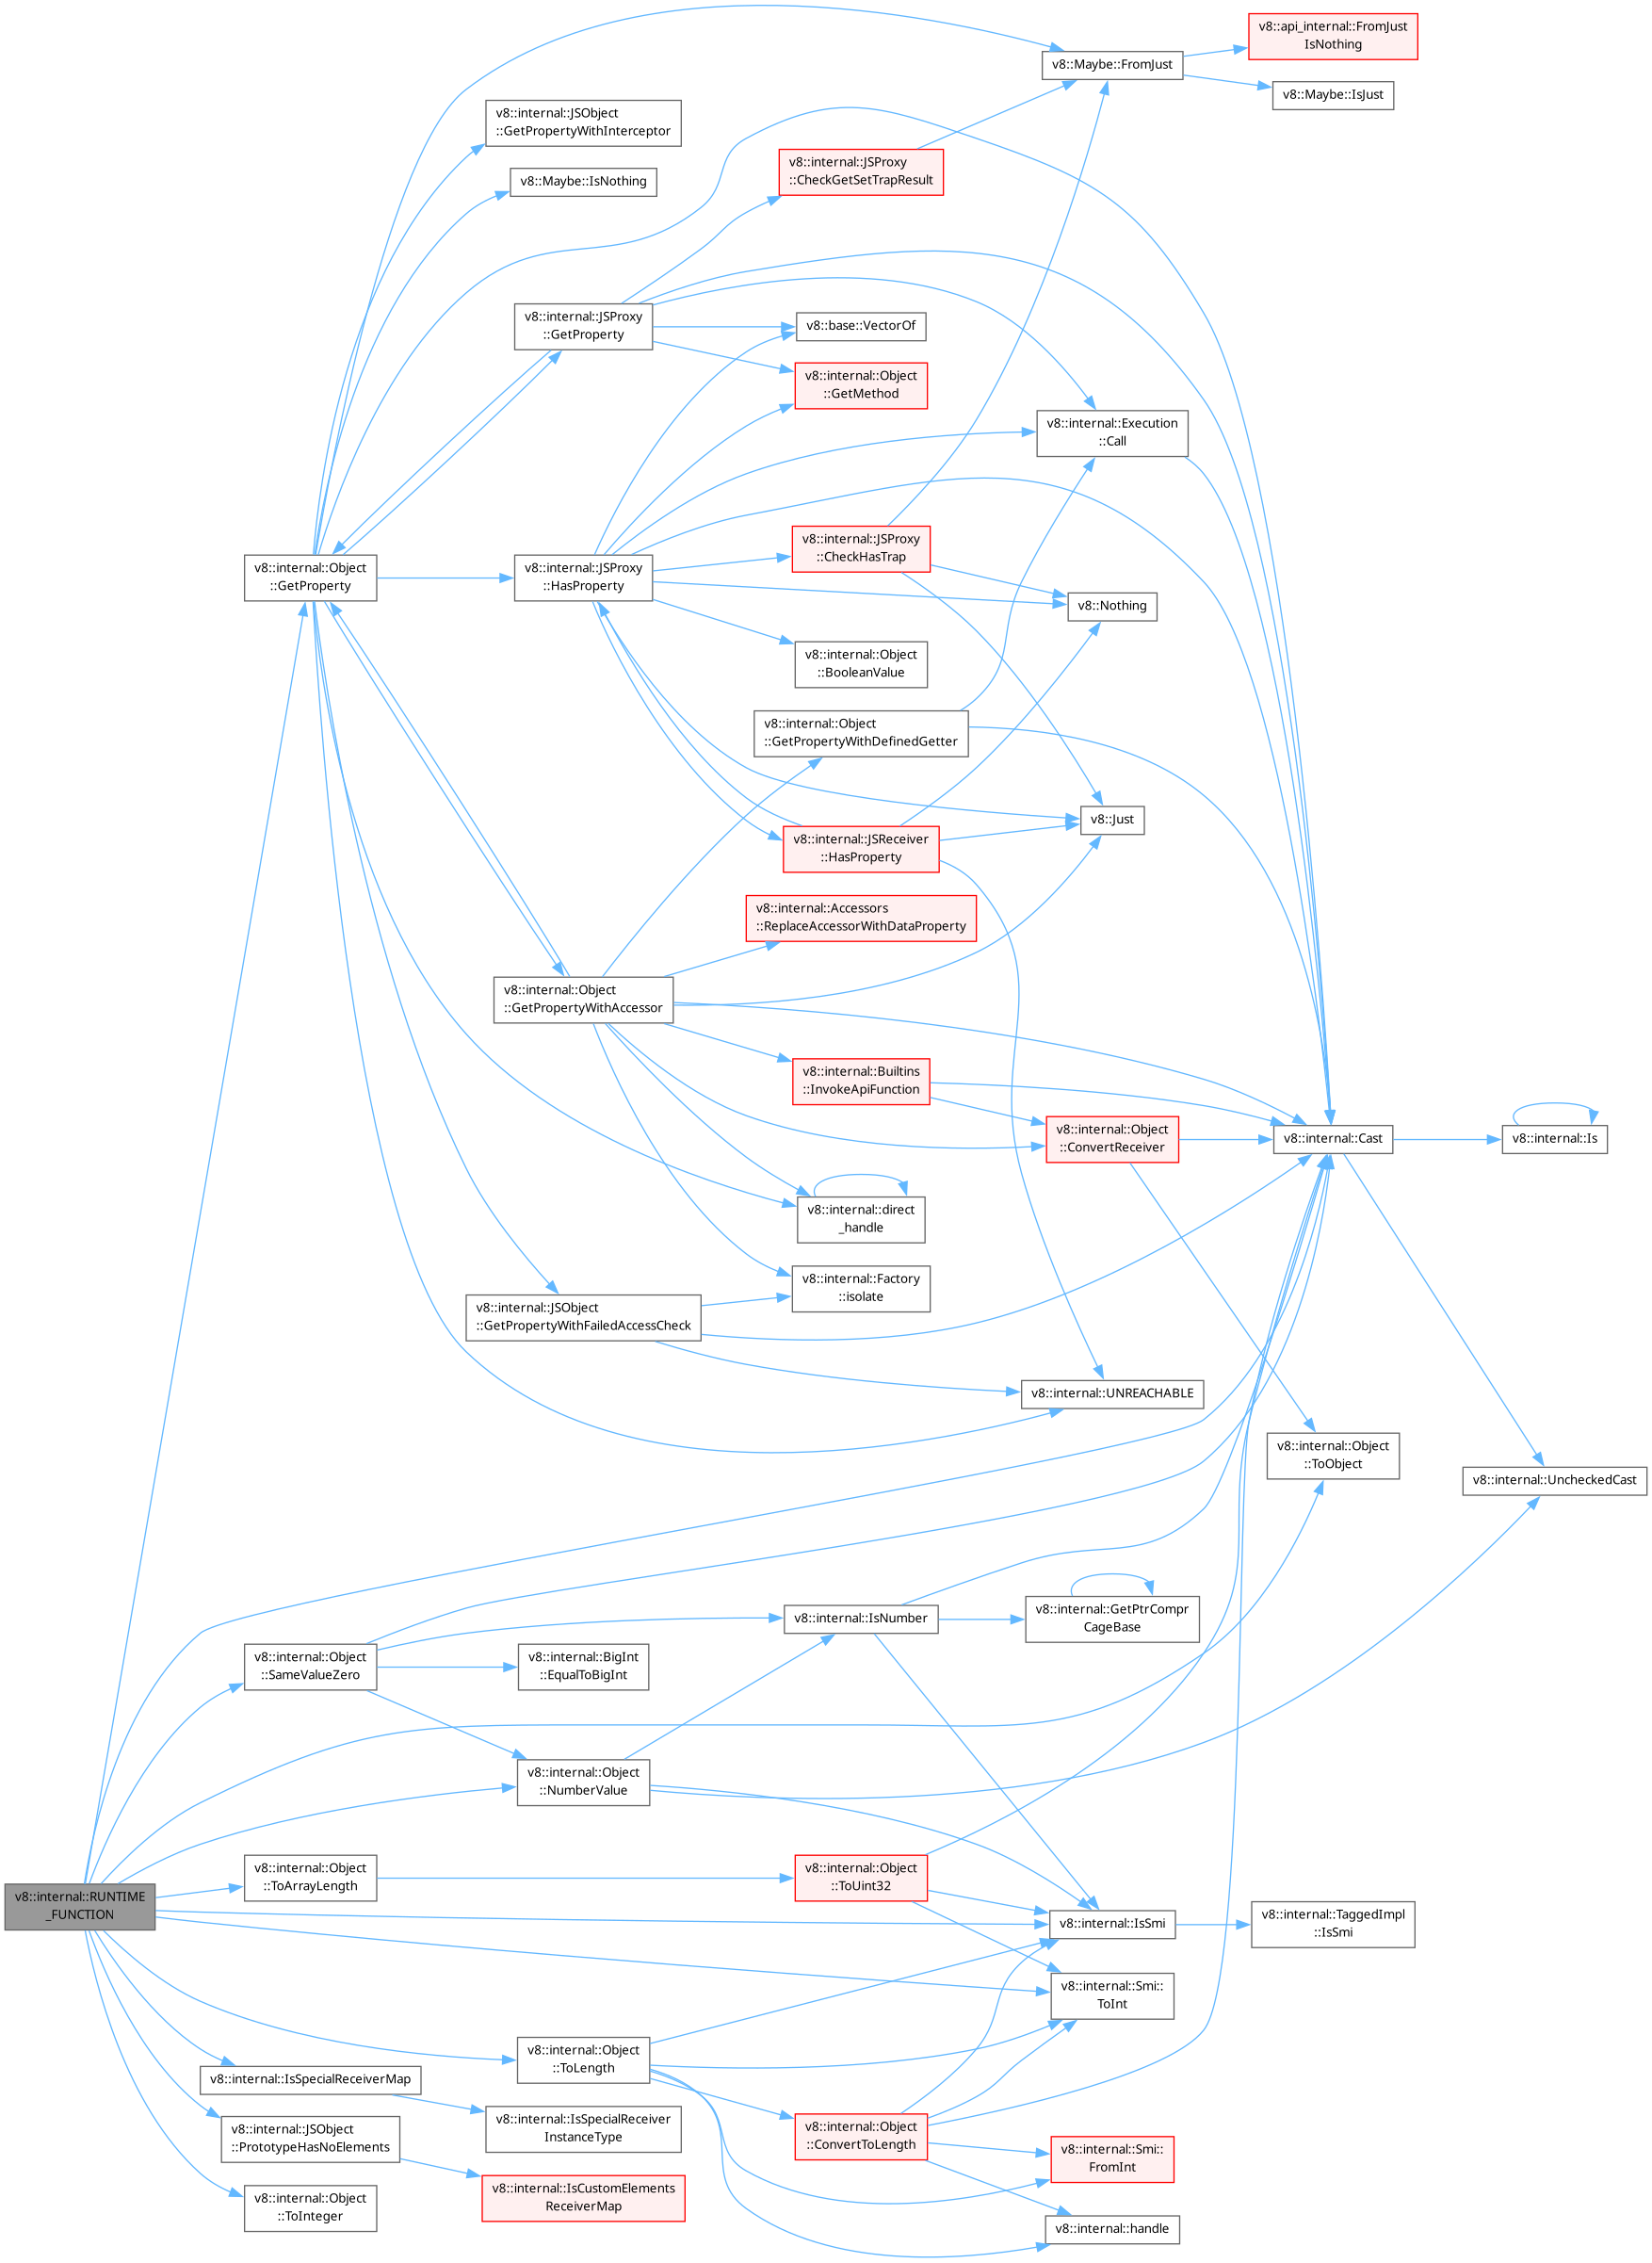 v8::api_internal::FromJust
IsNothing
v8::Maybe::FromJust
v8::Maybe::IsJust
v8::internal::JSObject
::GetPropertyWithInterceptor
v8::internal::JSProxy
::CheckGetSetTrapResult
v8::Maybe::IsNothing
v8::internal::JSProxy
::GetProperty
v8::base::VectorOf
v8::internal::Object
::GetMethod
v8::internal::Execution
::Call
v8::internal::JSProxy
::CheckHasTrap
v8::internal::Object
::GetProperty
v8::internal::JSProxy
::HasProperty
v8::Nothing
v8::internal::Object
::BooleanValue
v8::internal::Object
::GetPropertyWithDefinedGetter
v8::Just
v8::internal::JSReceiver
::HasProperty
v8::internal::Accessors
::ReplaceAccessorWithDataProperty
v8::internal::Object
::GetPropertyWithAccessor
v8::internal::Builtins
::InvokeApiFunction
v8::internal::Object
::ConvertReceiver
v8::internal::Cast
v8::internal::Is
v8::internal::direct
_handle
v8::internal::Factory
::isolate
v8::internal::JSObject
::GetPropertyWithFailedAccessCheck
v8::internal::UNREACHABLE
v8::internal::Object
::ToObject
v8::internal::UncheckedCast
v8::internal::IsNumber
v8::internal::GetPtrCompr
CageBase
v8::internal::Object
::SameValueZero
v8::internal::BigInt
::EqualToBigInt
v8::internal::Object
::NumberValue
v8::internal::Object
::ToArrayLength
v8::internal::Object
::ToUint32
v8::internal::RUNTIME
_FUNCTION
v8::internal::IsSmi
v8::internal::TaggedImpl
::IsSmi
v8::internal::Smi::
ToInt
v8::internal::Object
::ToLength
v8::internal::IsSpecialReceiverMap
v8::internal::IsSpecialReceiver
InstanceType
v8::internal::JSObject
::PrototypeHasNoElements
v8::internal::Object
::ConvertToLength
v8::internal::Smi::
FromInt
v8::internal::IsCustomElements
ReceiverMap
v8::internal::Object
::ToInteger
v8::internal::handle